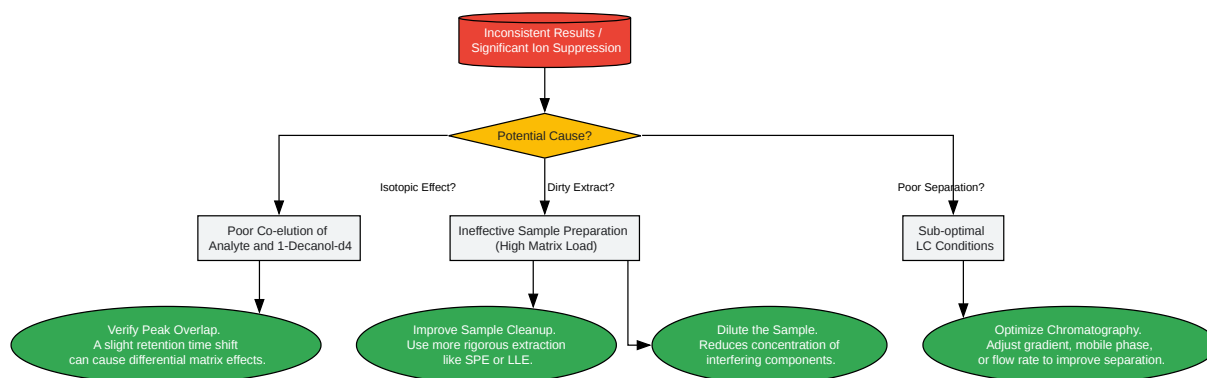 Inconsistent Results /
Significant Ion Suppression
Potential Cause?
Isotopic Effect?
Dirty Extract?
Poor Separation?
Poor Co-elution of
Analyte and 1-Decanol-d4
Ineffective Sample Preparation
(High Matrix Load)
Sub-optimal
LC Conditions
Verify Peak Overlap.
A slight retention time shift
can cause differential matrix effects.
Improve Sample Cleanup.
Use more rigorous extraction
like SPE or LLE.
Dilute the Sample.
Reduces concentration of
interfering components.
Optimize Chromatography.
Adjust gradient, mobile phase,
or flow rate to improve separation.